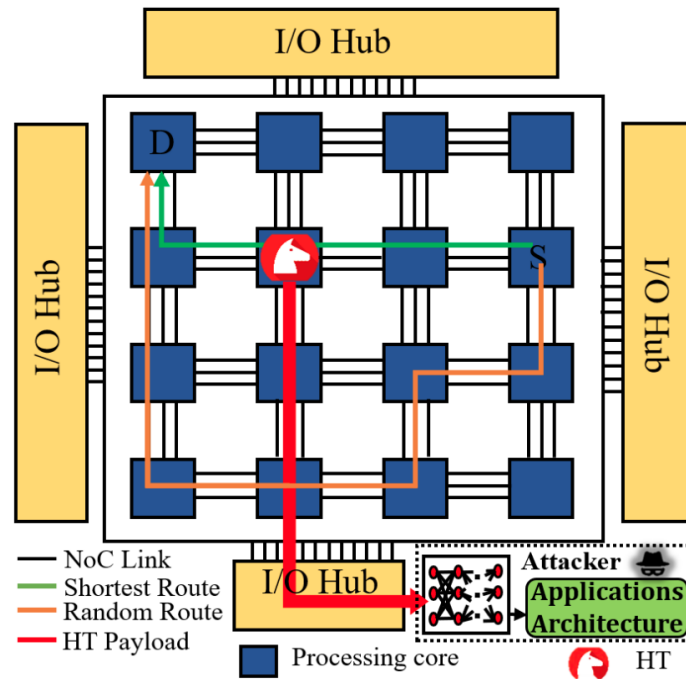 I/O Hub
D
I/O Hub
S
I/O Hub
I/O Hub
NoC Link
Shortest Route
Random Route
HT Payload
Attacker
Applications
Architecture
Processing core
HT